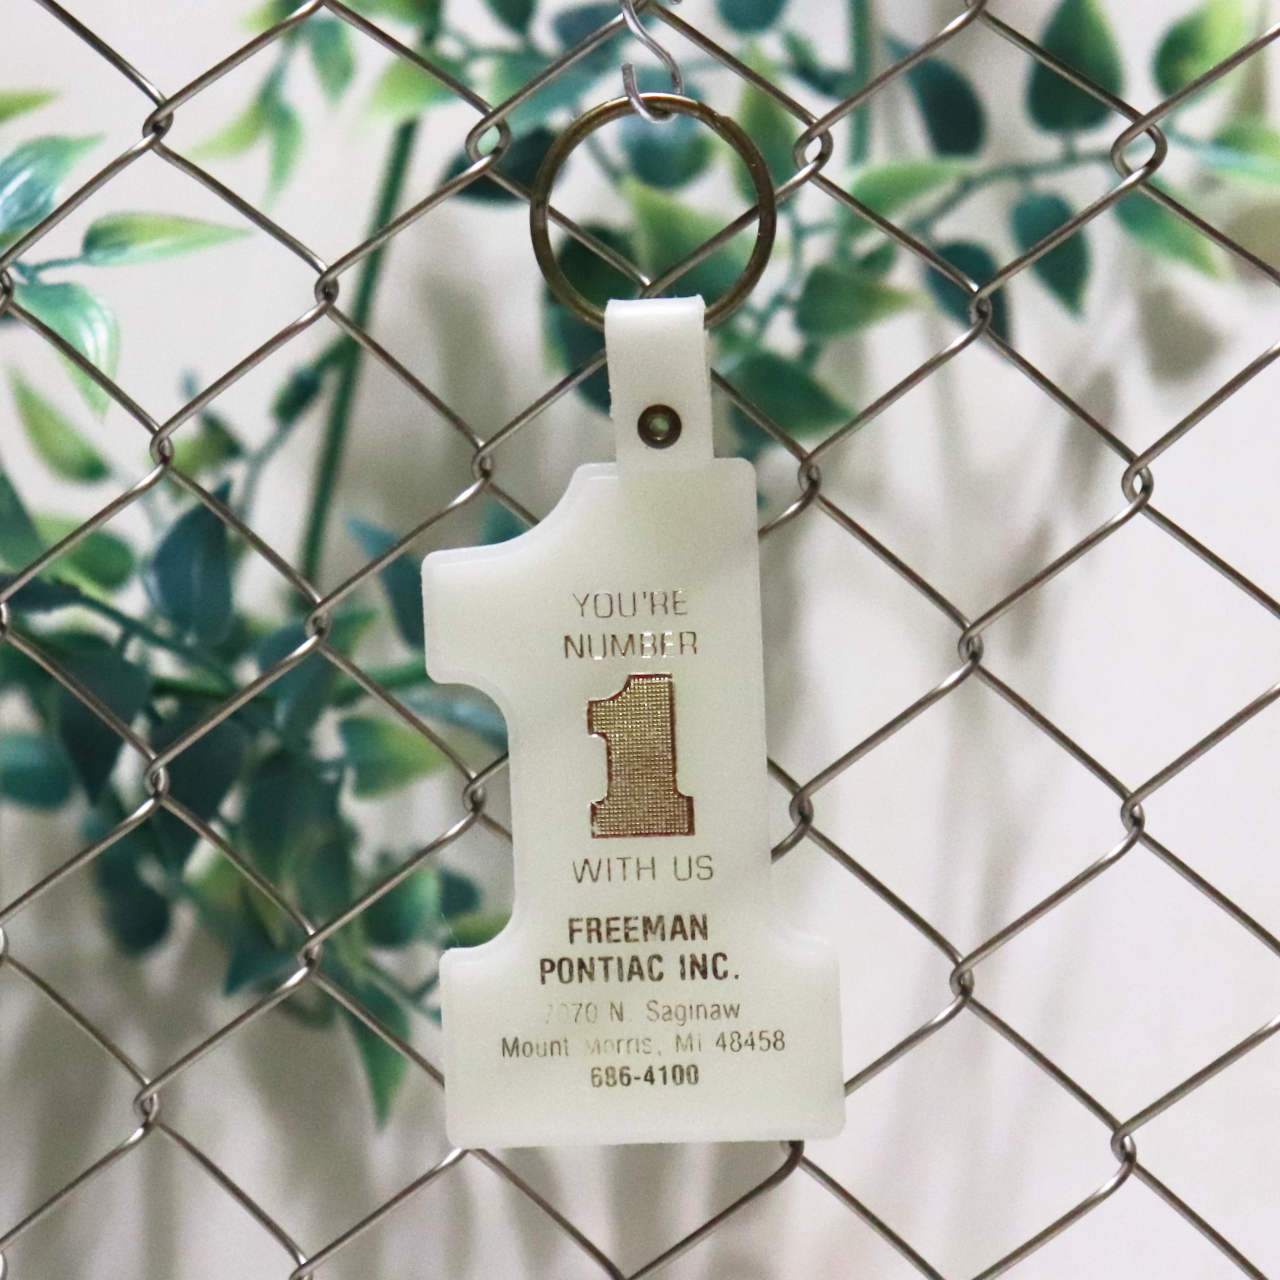 YOU'RE
NUMBER
1
WITH US
FREEMAN
PONTIAC INC.
7070 N. Saginaw
Mount Morris, MI 48458
686-4100